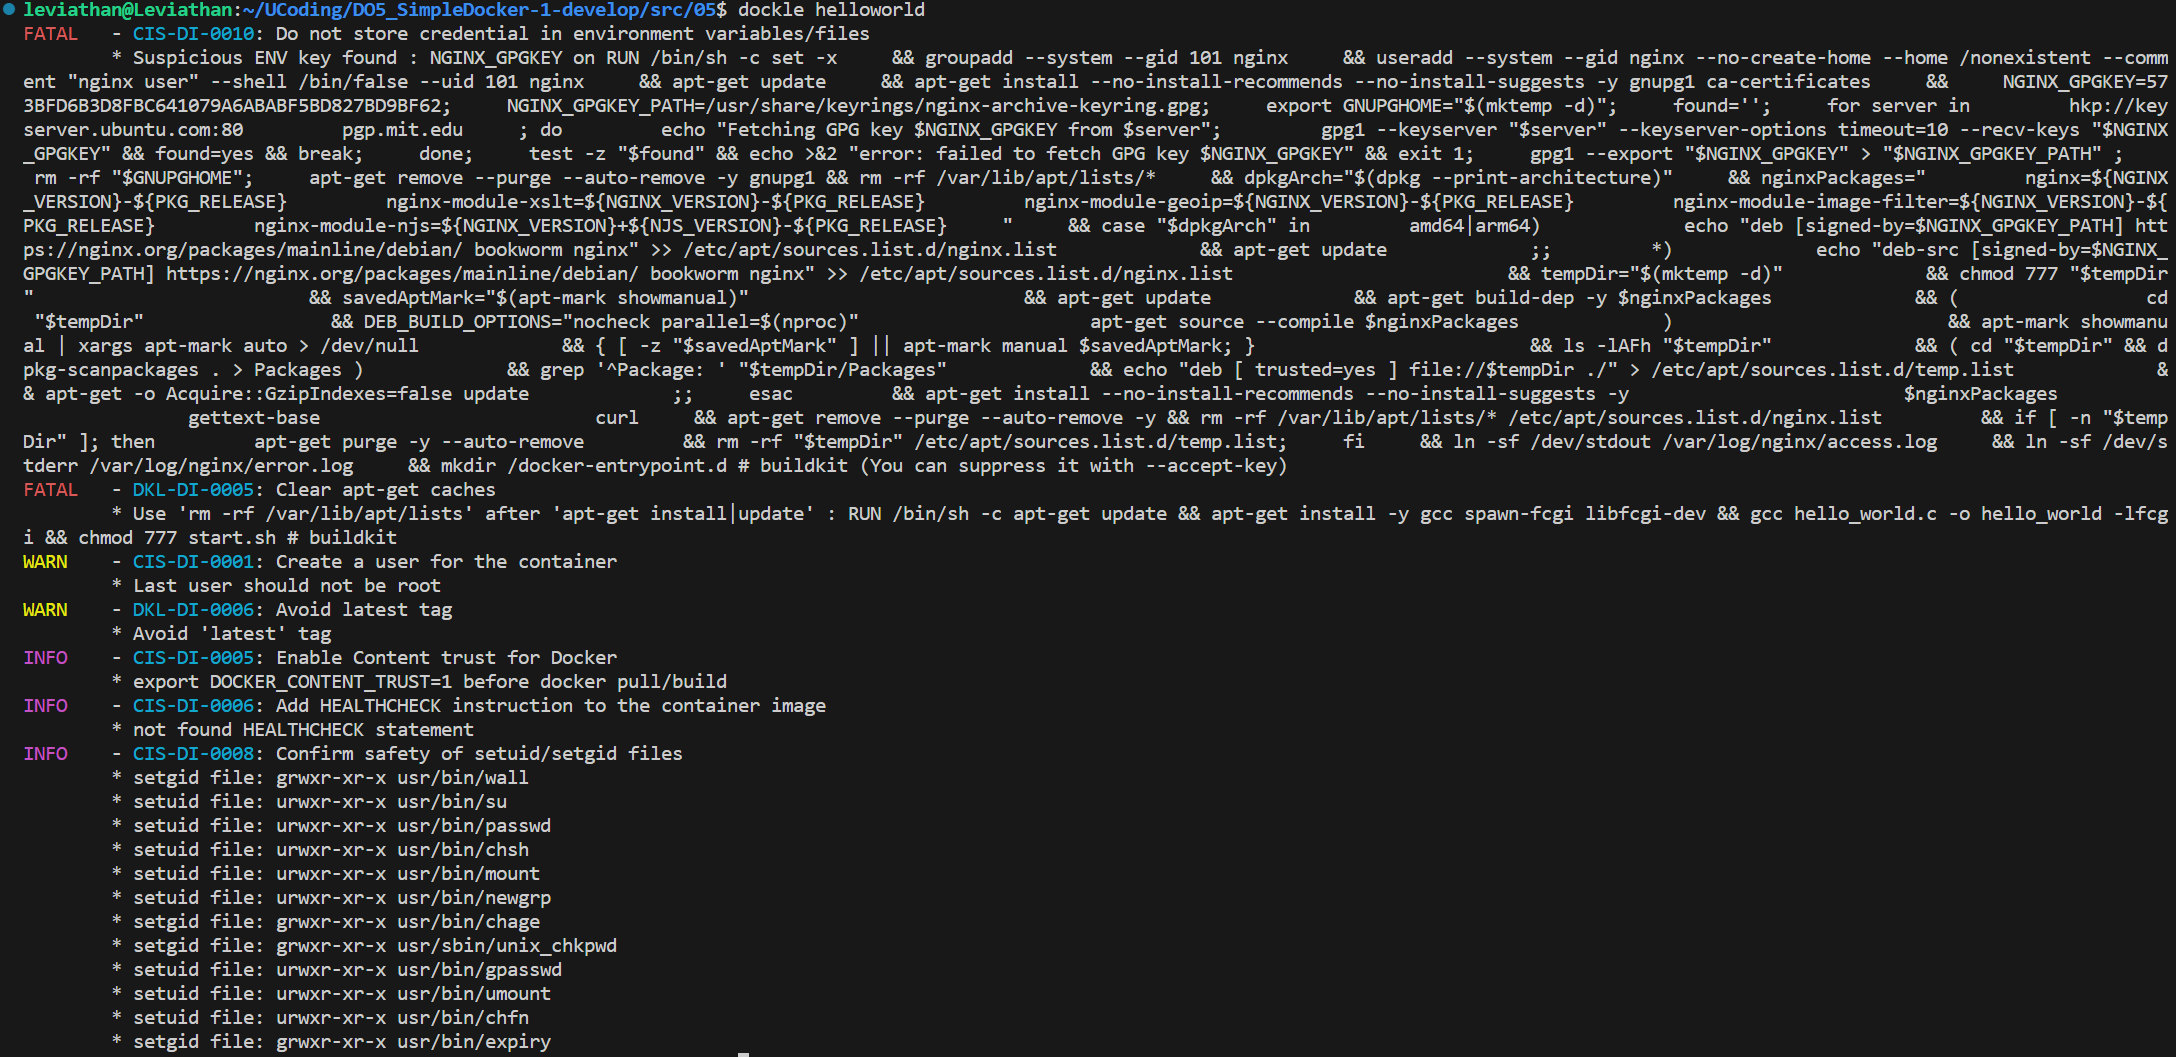 leviathan@Leviathan:~/UCoding/DO5_SimpleDocker-1-develop/src/05$ dockle helloworld
FATAL   - CIS-DI-0010: Do not store credential in environment variables/files
        * Suspicious ENV key found : NGINX_GPGKEY on RUN /bin/sh -c set -x     && groupadd --system --gid 101 nginx     && useradd --system --gid nginx --no-create-home --home /nonexistent --comm
ent "nginx user" --shell /bin/false --uid 101 nginx     && apt-get update     && apt-get install --no-install-recommends --no-install-suggests -y gnupg1 ca-certificates     &&     NGINX_GPGKEY=57
3BFD6B3D8FBC641079A6ABABF5BD827BD9BF62;     NGINX_GPGKEY_PATH=/usr/share/keyrings/nginx-archive-keyring.gpg;     export GNUPGHOME="$(mktemp -d)";     found='';     for server in         hkp://key
server.ubuntu.com:80         pgp.mit.edu     ; do         echo "Fetching GPG key $NGINX_GPGKEY from $server";         gpg1 --keyserver "$server" --keyserver-options timeout=10 --recv-keys "$NGINX
_GPGKEY" && found=yes && break;     done;     test -z "$found" && echo >&2 "error: failed to fetch GPG key $NGINX_GPGKEY" && exit 1;     gpg1 --export "$NGINX_GPGKEY" > "$NGINX_GPGKEY_PATH" ;
 rm -rf "$GNUPGHOME";     apt-get remove --purge --auto-remove -y gnupg1 && rm -rf /var/lib/apt/lists/*     && dpkgArch="$(dpkg --print-architecture)"     && nginxPackages="         nginx=${NGINX
_VERSION}-${PKG_RELEASE}         nginx-module-xslt=${NGINX_VERSION}-${PKG_RELEASE}         nginx-module-geoip=${NGINX_VERSION}-${PKG_RELEASE}         nginx-module-image-filter=${NGINX_VERSION}-${
PKG_RELEASE}         nginx-module-njs=${NGINX_VERSION}+${NJS_VERSION}-${PKG_RELEASE}     "     && case "$dpkgArch" in         amd64|arm64)             echo "deb [signed-by=$NGINX_GPGKEY_PATH] htt
ps://nginx.org/packages/mainline/debian/ bookworm nginx" >> /etc/apt/sources.list.d/nginx.list             && apt-get update             ;;         *)             echo "deb-src [signed-by=$NGINX_
GPGKEY_PATH] https://nginx.org/packages/mainline/debian/ bookworm nginx" >> /etc/apt/sources.list.d/nginx.list                         && tempDir="$(mktemp -d)"             && chmod 777 "$tempDir
"                         && savedAptMark="$(apt-mark showmanual)"                         && apt-get update             && apt-get build-dep -y $nginxPackages             && (                 cd
 "$tempDir"                 && DEB_BUILD_OPTIONS="nocheck parallel=$(nproc)"                     apt-get source --compile $nginxPackages             )                         && apt-mark showmanu
al | xargs apt-mark auto > /dev/null             && { [ -z "$savedAptMark" ] || apt-mark manual $savedAptMark; }                         && ls -lAFh "$tempDir"             && ( cd "$tempDir" && d
pkg-scanpackages . > Packages )             && grep '^Package: ' "$tempDir/Packages"             && echo "deb [ trusted=yes ] file://$tempDir ./" > /etc/apt/sources.list.d/temp.list             &
& apt-get -o Acquire::GzipIndexes=false update             ;;     esac         && apt-get install --no-install-recommends --no-install-suggests -y                         $nginxPackages
               gettext-base                         curl     && apt-get remove --purge --auto-remove -y && rm -rf /var/lib/apt/lists/* /etc/apt/sources.list.d/nginx.list         && if [ -n "$temp
Dir" ]; then         apt-get purge -y --auto-remove         && rm -rf "$tempDir" /etc/apt/sources.list.d/temp.list;     fi     && ln -sf /dev/stdout /var/log/nginx/access.log     && ln -sf /dev/s
tderr /var/log/nginx/error.log     && mkdir /docker-entrypoint.d # buildkit (You can suppress it with --accept-key)
FATAL   - DKL-DI-0005: Clear apt-get caches
        * Use 'rm -rf /var/lib/apt/lists' after 'apt-get install|update' : RUN /bin/sh -c apt-get update && apt-get install -y gcc spawn-fcgi libfcgi-dev && gcc hello_world.c -o hello_world -lfcg
i && chmod 777 start.sh # buildkit
WARN    - CIS-DI-0001: Create a user for the container
        * Last user should not be root
WARN    - DKL-DI-0006: Avoid latest tag
        * Avoid 'latest' tag
INFO    - CIS-DI-0005: Enable Content trust for Docker
        * export DOCKER_CONTENT_TRUST=1 before docker pull/build
INFO    - CIS-DI-0006: Add HEALTHCHECK instruction to the container image
        * not found HEALTHCHECK statement
INFO    - CIS-DI-0008: Confirm safety of setuid/setgid files
        * setgid file: grwxr-xr-x usr/bin/wall
        * setuid file: urwxr-xr-x usr/bin/su
        * setuid file: urwxr-xr-x usr/bin/passwd
        * setuid file: urwxr-xr-x usr/bin/chsh
        * setuid file: urwxr-xr-x usr/bin/mount
        * setuid file: urwxr-xr-x usr/bin/newgrp
        * setgid file: grwxr-xr-x usr/bin/chage
        * setgid file: grwxr-xr-x usr/sbin/unix_chkpwd
        * setuid file: urwxr-xr-x usr/bin/gpasswd
        * setuid file: urwxr-xr-x usr/bin/umount
        * setuid file: urwxr-xr-x usr/bin/chfn
        * setgid file: grwxr-xr-x usr/bin/expiry